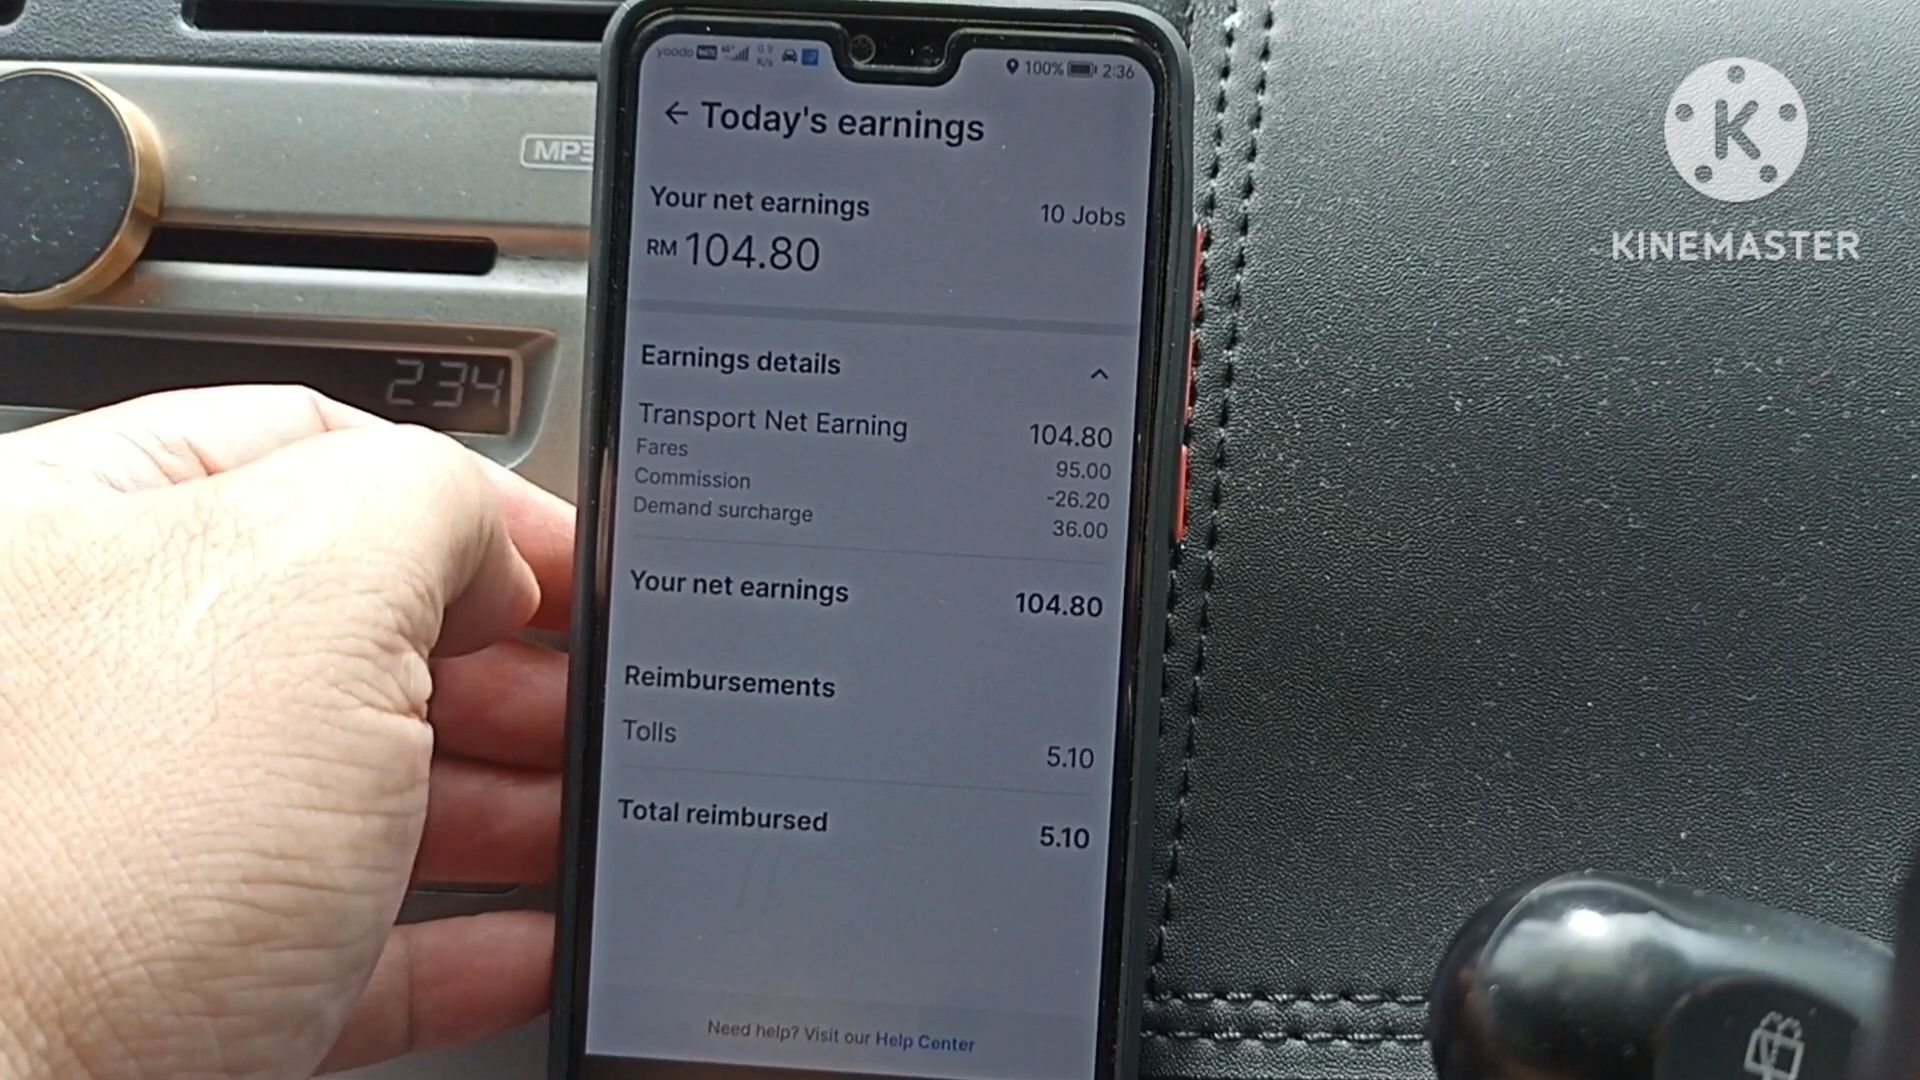 yoodo 0.9 K/s 100% 2:36
← Today's earnings
Your net earnings 10 Jobs
RM 104.80
Earnings details
Transport Net Earning 104.80
Fares 95.00
Commission -26.20
Demand surcharge 36.00
Your net earnings 104.80
Reimbursements
Tolls 5.10
Total reimbursed 5.10
Need help? Visit our Help Center
MP3
234
K
KINEMASTER